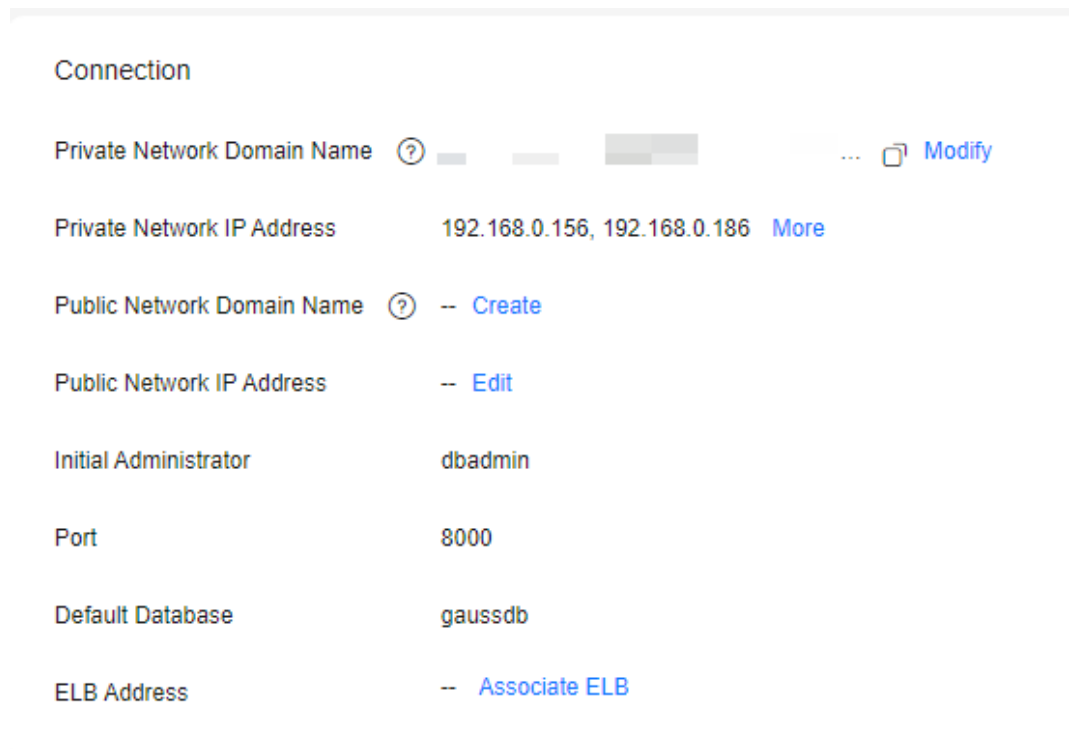 Connection
Private Network Domain Name ? ... Modify
Private Network IP Address 192.168.0.156, 192.168.0.186 More
Public Network Domain Name ? -- Create
Public Network IP Address -- Edit
Initial Administrator dbadmin
Port 8000
Default Database gaussdb
ELB Address -- Associate ELB